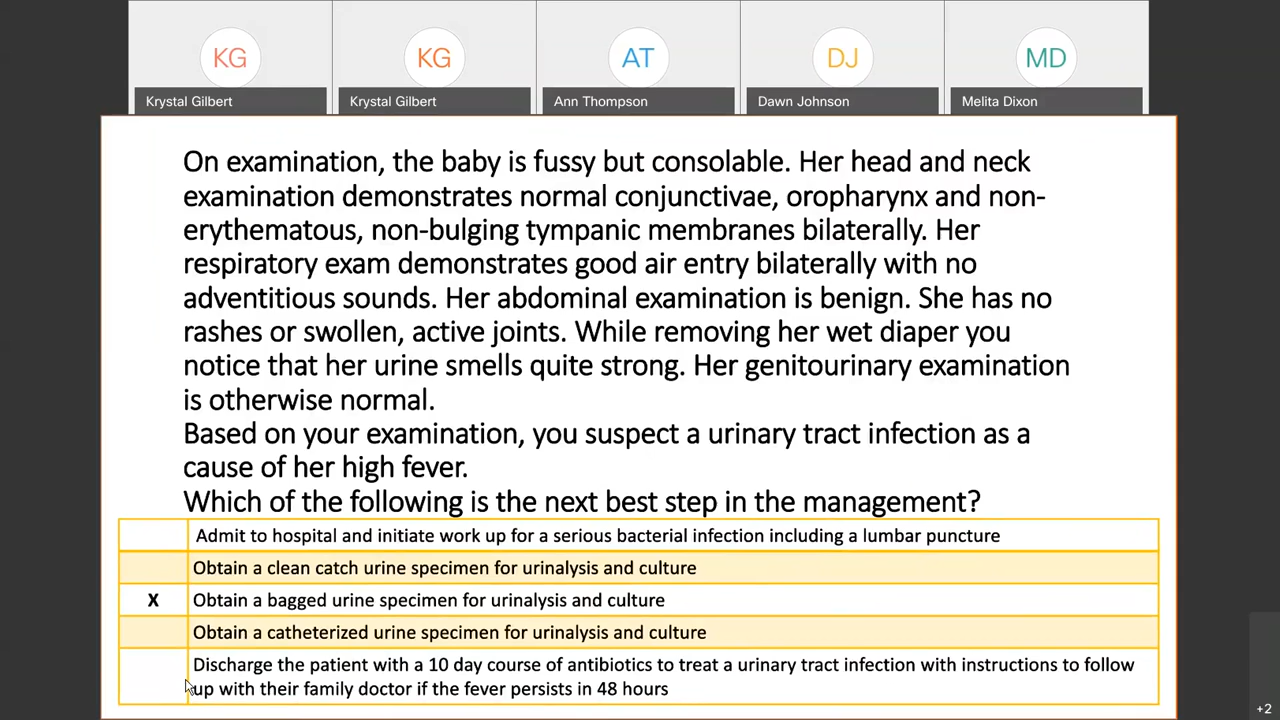 KG
KG
AT
DJ
MD
Krystal Gilbert
Krystal Gilbert
Ann Thompson
Dawn Johnson
Melita Dixon
On examination, the baby is fussy but consolable. Her head and neck
examination demonstrates normal conjunctivae, oropharynx and non-
erythematous, non-bulging tympanic membranes bilaterally. Her
respiratory exam demonstrates good air entry bilaterally with no
adventitious sounds. Her abdominal examination is benign. She has no
rashes or swollen, active joints. While removing her wet diaper you
notice that her urine smells quite strong. Her genitourinary examination
is otherwise normal.
Based on your examination, you suspect a urinary tract infection as a
cause of her high fever.
Which of the following is the next best step in the management?
Admit to hospital and initiate work up for a serious bacterial infection including a lumbar puncture
Obtain a clean catch urine specimen for urinalysis and culture
X Obtain a bagged urine specimen for urinalysis and culture
Obtain a catheterized urine specimen for urinalysis and culture
Discharge the patient with a 10 day course of antibiotics to treat a urinary tract infection with instructions to follow
up with their family doctor if the fever persists in 48 hours
+2